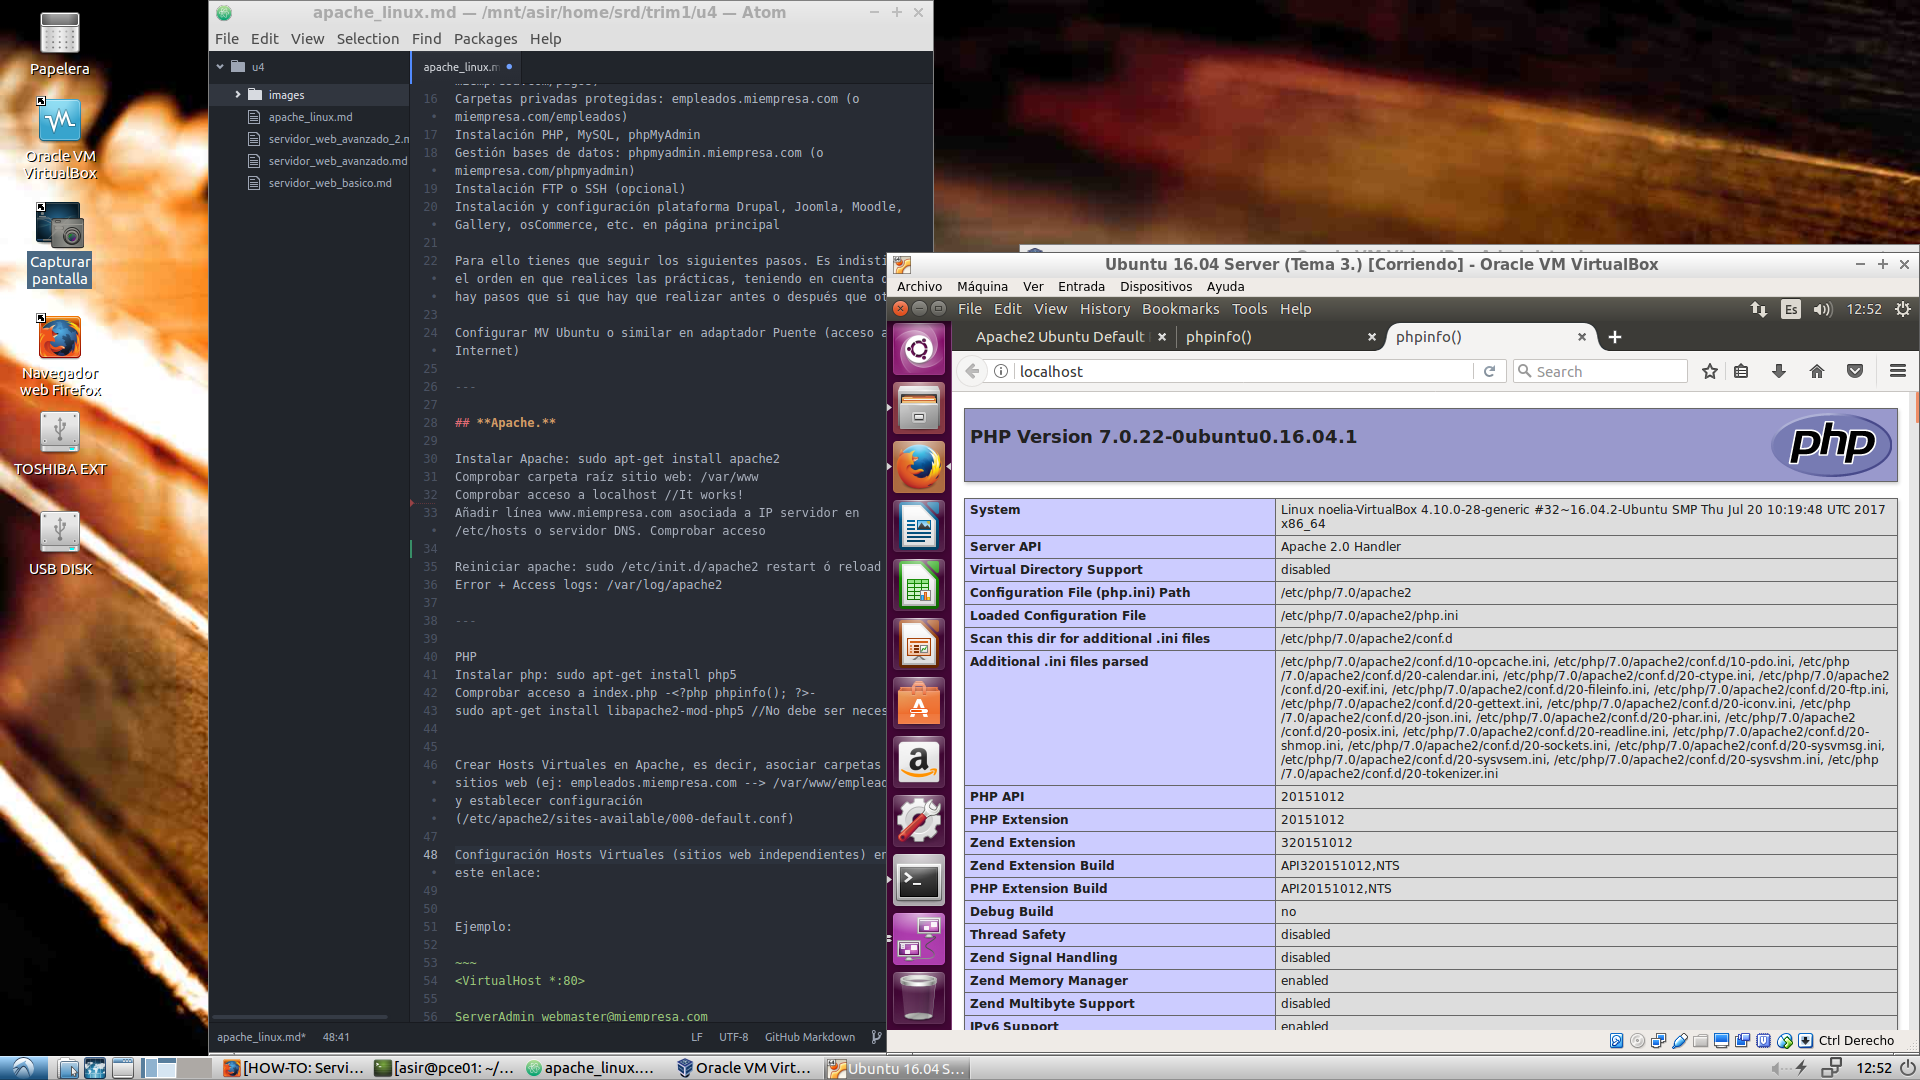 Papelera
Oracle VM
VirtualBox
Capturar
pantalla
Navegador
web Firefox
TOSHIBA EXT
USB DISK
apache_linux.md — /mnt/asir/home/srd/trim1/u4 — Atom
File Edit View Selection Find Packages Help
u4
images
apache_linux.md
servidor_web_avanzado_2.m
servidor_web_avanzado.md
servidor_web_basico.md
apache_linux.m
16 Carpetas privadas protegidas: empleados.miempresa.com (o
miempresa.com/empleados)
17 Instalación PHP, MySQL, phpMyAdmin
18 Gestión bases de datos: phpmyadmin.miempresa.com (o
miempresa.com/phpmyadmin)
19 Instalación FTP o SSH (opcional)
20 Instalación y configuración plataforma Drupal, Joomla, Moodle,
Gallery, osCommerce, etc. en página principal
21
22 Para ello tienes que seguir los siguientes pasos. Es indisti
el orden en que realices las prácticas, teniendo en cuenta
hay pasos que si que hay que realizar antes o después que ot
23
24 Configurar MV Ubuntu o similar en adaptador Puente (acceso a
Internet)
25
26 ---
27
28 ## **Apache.**
29
30 Instalar Apache: sudo apt-get install apache2
31 Comprobar carpeta raíz sitio web: /var/www
32 Comprobar acceso a localhost //It works!
33 Añadir línea www.miempresa.com asociada a IP servidor en
/etc/hosts o servidor DNS. Comprobar acceso
34
35 Reiniciar apache: sudo /etc/init.d/apache2 restart ó reload
36 Error + Access logs: /var/log/apache2
37
38 ---
39
40 PHP
41 Instalar php: sudo apt-get install php5
42 Comprobar acceso a index.php -<?php phpinfo(); ?>-
43 sudo apt-get install libapache2-mod-php5 //No debe ser neces
44
45
46 Crear Hosts Virtuales en Apache, es decir, asociar carpetas
sitios web (ej: empleados.miempresa.com --> /var/www/emplead
y establecer configuración
(/etc/apache2/sites-available/000-default.conf)
47
48 Configuración Hosts Virtuales (sitios web independientes) en
este enlace:
49
50
51 Ejemplo:
52
53 ~~~
54 <VirtualHost *:80>
55
56 ServerAdmin webmaster@miempresa.com
apache_linux.md* 48:41 LF UTF-8 GitHub Markdown
Ubuntu 16.04 Server (Tema 3.) [Corriendo] - Oracle VM VirtualBox
Archivo Máquina Ver Entrada Dispositivos Ayuda
File Edit View History Bookmarks Tools Help Es 12:52
Apache2 Ubuntu Default phpinfo() phpinfo()
localhost Search
PHP Version 7.0.22-0ubuntu0.16.04.1
php
System Linux noelia-VirtualBox 4.10.0-28-generic #32~16.04.2-Ubuntu SMP Thu Jul 20 10:19:48 UTC 2017
x86_64
Server API Apache 2.0 Handler
Virtual Directory Support disabled
Configuration File (php.ini) Path /etc/php/7.0/apache2
Loaded Configuration File /etc/php/7.0/apache2/php.ini
Scan this dir for additional .ini files /etc/php/7.0/apache2/conf.d
Additional .ini files parsed /etc/php/7.0/apache2/conf.d/10-opcache.ini, /etc/php/7.0/apache2/conf.d/10-pdo.ini, /etc/php
/7.0/apache2/conf.d/20-calendar.ini, /etc/php/7.0/apache2/conf.d/20-ctype.ini, /etc/php/7.0/apache2
/conf.d/20-exif.ini, /etc/php/7.0/apache2/conf.d/20-fileinfo.ini, /etc/php/7.0/apache2/conf.d/20-ftp.ini,
/etc/php/7.0/apache2/conf.d/20-gettext.ini, /etc/php/7.0/apache2/conf.d/20-iconv.ini, /etc/php
/7.0/apache2/conf.d/20-json.ini, /etc/php/7.0/apache2/conf.d/20-phar.ini, /etc/php/7.0/apache2
/conf.d/20-posix.ini, /etc/php/7.0/apache2/conf.d/20-readline.ini, /etc/php/7.0/apache2/conf.d/20-
shmop.ini, /etc/php/7.0/apache2/conf.d/20-sockets.ini, /etc/php/7.0/apache2/conf.d/20-sysvmsg.ini,
/etc/php/7.0/apache2/conf.d/20-sysvsem.ini, /etc/php/7.0/apache2/conf.d/20-sysvshm.ini, /etc/php
/7.0/apache2/conf.d/20-tokenizer.ini
PHP API 20151012
PHP Extension 20151012
Zend Extension 320151012
Zend Extension Build API320151012,NTS
PHP Extension Build API20151012,NTS
Debug Build no
Thread Safety disabled
Zend Signal Handling disabled
Zend Memory Manager enabled
Zend Multibyte Support disabled
IPv6 Support enabled
Ctrl Derecho
[HOW-TO: Servi... [asir@pce01: ~/... apache_linux.... Oracle VM Virt... Ubuntu 16.04 S... 12:52